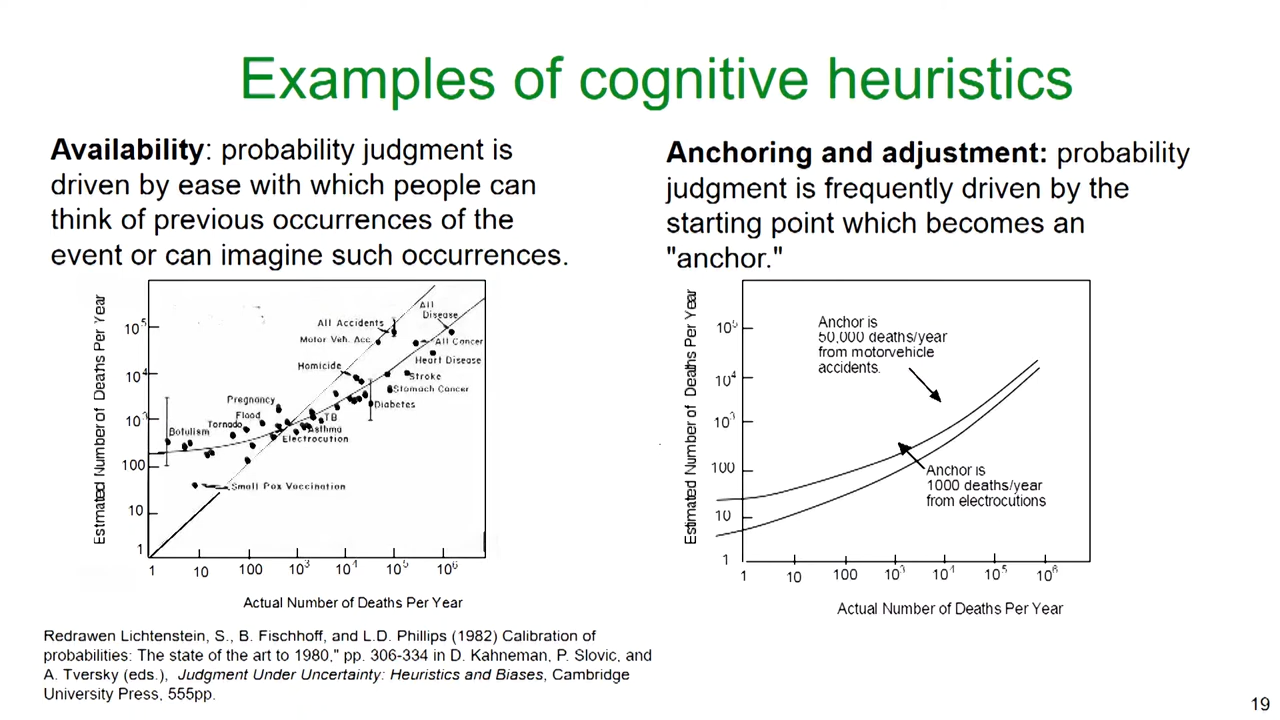 Examples of cognitive heuristics
Availability: probability judgment is
driven by ease with which people can
think of previous occurrences of the
event or can imagine such occurrences.
Estmated Number of Deaths Per Year
10⁵
10⁴
10³
100
10
1
1
10
100
10³
10⁴
10⁵
10⁶
Actual Number of Deaths Per Year
All
Disease
All Accidents
Motor Veh. Acc.
All Cancer
Heart Disease
Homicide
Stroke
Stomach Cancer
Pregnancy
Diabetes
Flood
TB
Tornado
Asthma
Botulism
Electrocution
Small Pox Vaccination
Redrawen Lichtenstein, S., B. Fischhoff, and L.D. Phillips (1982) Calibration of
probabilities: The state of the art to 1980," pp. 306-334 in D. Kahneman, P. Slovic, and
A. Tversky (eds.), Judgment Under Uncertainty: Heuristics and Biases, Cambridge
University Press, 555pp.
Anchoring and adjustment: probability
judgment is frequently driven by the
starting point which becomes an
"anchor."
Estimated Number of Deaths Per Year
10⁵
10⁴
10³
100
10
1
Anchor is
50,000 deaths/year
from motorvehicle
accidents.
Anchor is
1000 deaths/year
from electrocutions
1
10
100
10³
10⁴
10⁵
10⁶
Actual Number of Deaths Per Year
19